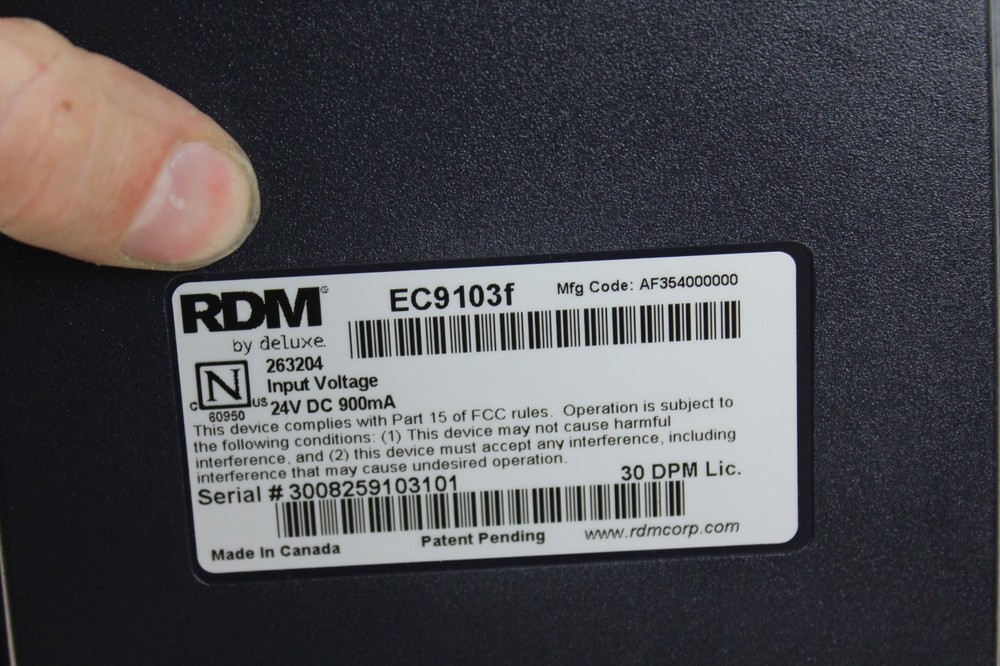 RDM
by deluxe.
EC9103f
Mfg Code: AF354000000
263204
Input Voltage
24V DC 900mA
N
C US
60950
This device complies with Part 15 of FCC rules. Operation is subject to
the following conditions: (1) This device may not cause harmful
interference, and (2) this device must accept any interference, including
interference that may cause undesired operation.
30 DPM Lic.
Serial # 3008259103101
Made In Canada
Patent Pending
www.rdmcorp.com